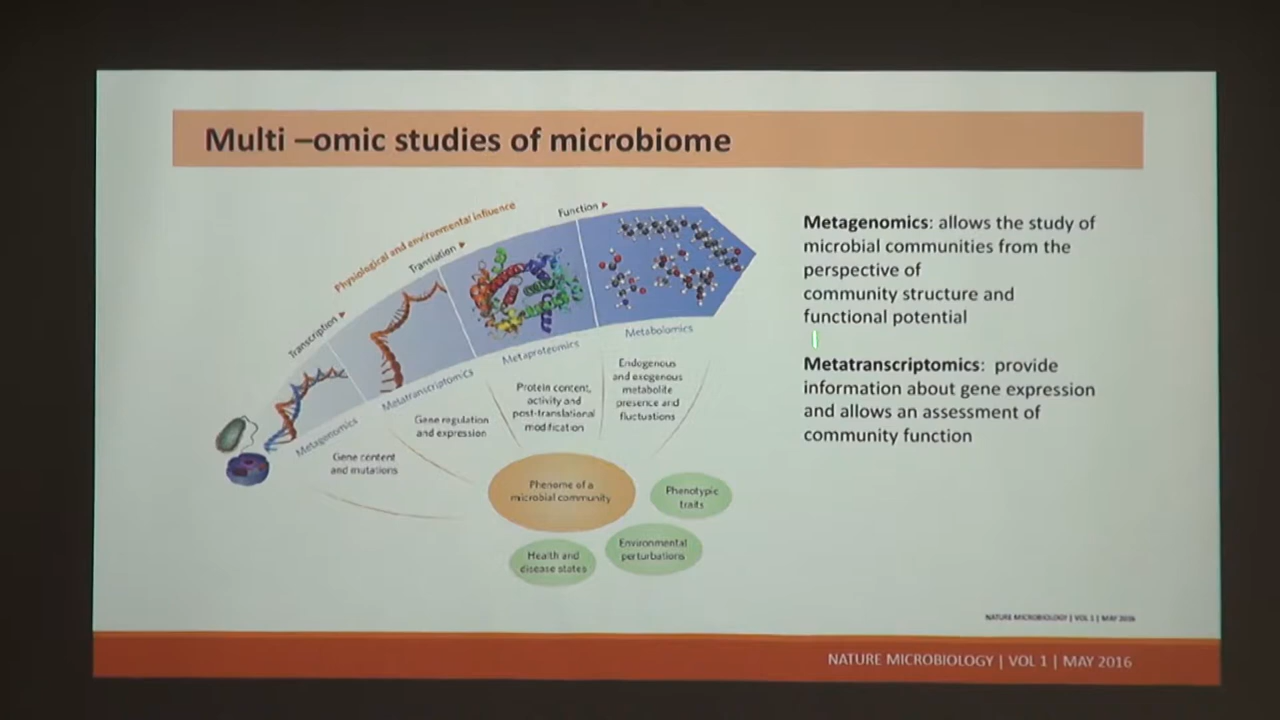 Multi –omic studies of microbiome
Physiological and environmental influence
Transcription
Translation
Function
Metagenomics
Metatranscriptomics
Metaproteomics
Metabolomics
Gene content
and mutations
Gene regulation
and expression
Protein content,
activity and
post-translational
modification
Endogenous
and exogenous
metabolite
presence and
fluctuations
Phenome of a
microbial community
Phenotypic
traits
Environmental
perturbations
Health and
disease states
Metagenomics: allows the study of
microbial communities from the
perspective of
community structure and
functional potential
Metatranscriptomics: provide
information about gene expression
and allows an assessment of
community function
NATURE MICROBIOLOGY | VOL 1 | MAY 2016
NATURE MICROBIOLOGY | VOL 1 | MAY 2016